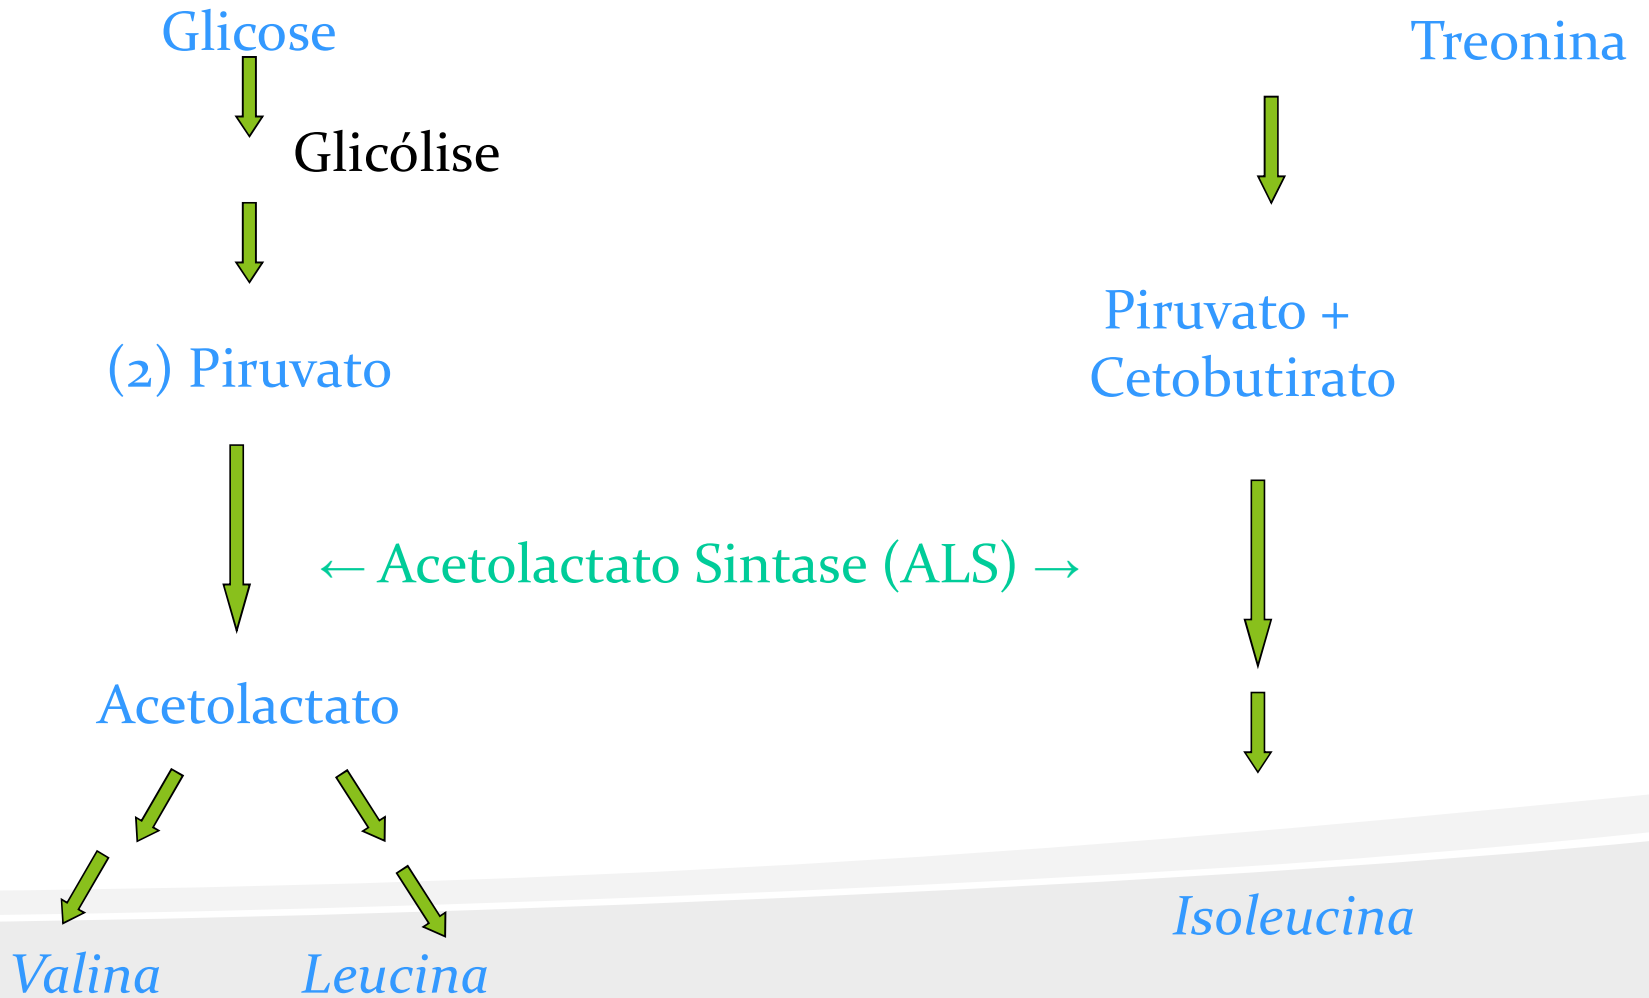 Glicose
Treonina
Glicólise
Piruvato +
Cetobutirato
(2) Piruvato
← Acetolactato Sintase (ALS) →
Acetolactato
Isoleucina
Valina
Leucina